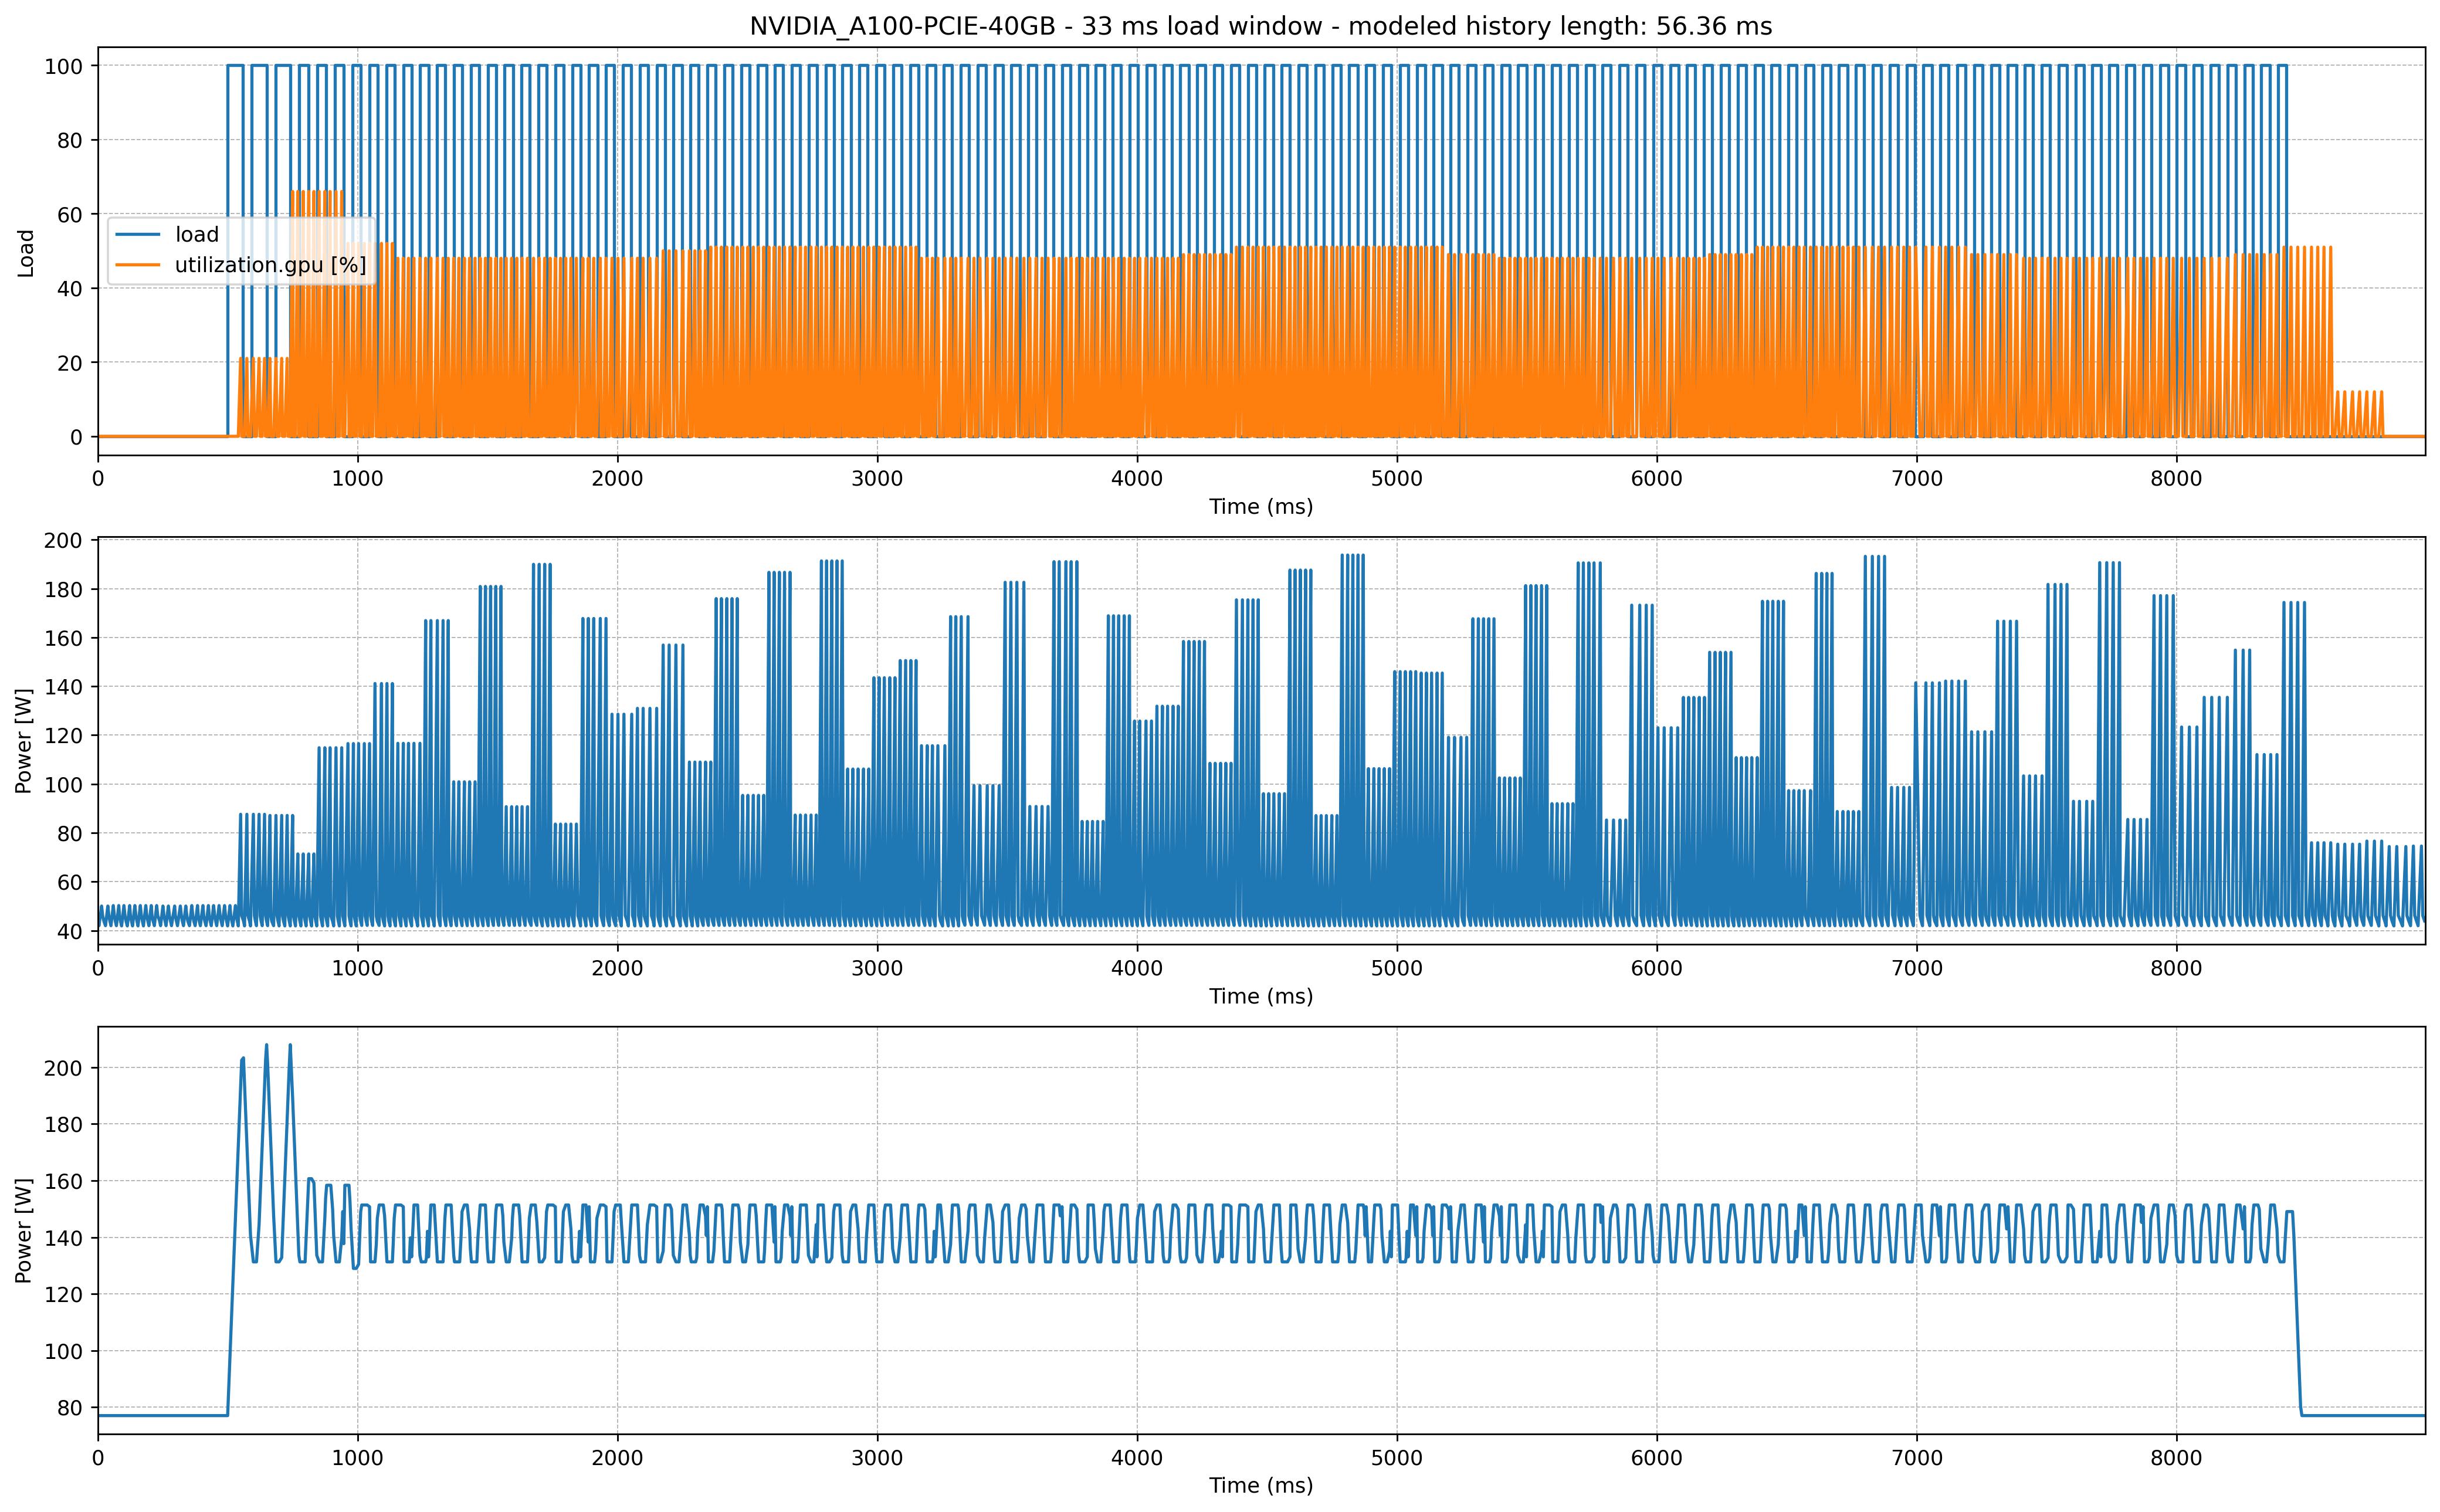 NVIDIA_A100-PCIE-40GB - 33 ms load window - modeled history length: 56.36 ms
100
80
60
40
20
0
Load
load
utilization.gpu [%]
0 1000 2000 3000 4000 5000 6000 7000 8000
Time (ms)
200
180
160
140
120
100
80
60
40
Power [W]
0 1000 2000 3000 4000 5000 6000 7000 8000
Time (ms)
200
180
160
140
120
100
80
Power [W]
0 1000 2000 3000 4000 5000 6000 7000 8000
Time (ms)